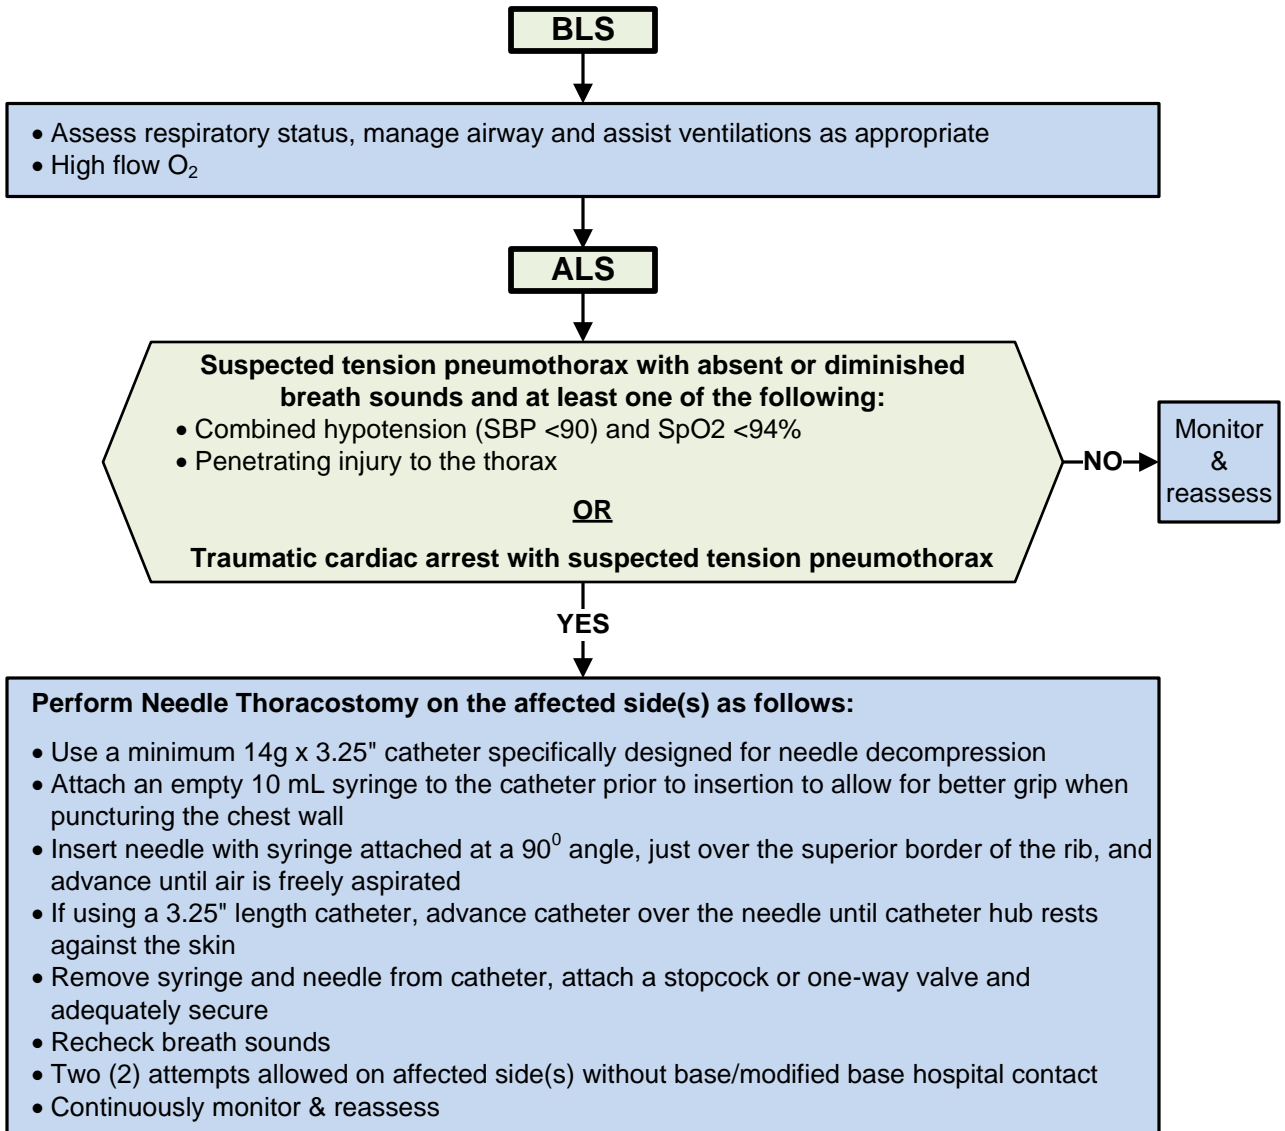 BLS
• Assess respiratory status, manage airway and assist ventilations as appropriate
• High flow O₂
ALS
Suspected tension pneumothorax with absent or diminished
breath sounds and at least one of the following:
• Combined hypotension (SBP <90) and SpO2 <94%
• Penetrating injury to the thorax
OR
Traumatic cardiac arrest with suspected tension pneumothorax
NO
Monitor
&
reassess
YES
Perform Needle Thoracostomy on the affected side(s) as follows:
• Use a minimum 14g x 3.25" catheter specifically designed for needle decompression
• Attach an empty 10 mL syringe to the catheter prior to insertion to allow for better grip when
puncturing the chest wall
• Insert needle with syringe attached at a 90⁰ angle, just over the superior border of the rib, and
advance until air is freely aspirated
• If using a 3.25" length catheter, advance catheter over the needle until catheter hub rests
against the skin
• Remove syringe and needle from catheter, attach a stopcock or one-way valve and
adequately secure
• Recheck breath sounds
• Two (2) attempts allowed on affected side(s) without base/modified base hospital contact
• Continuously monitor & reassess